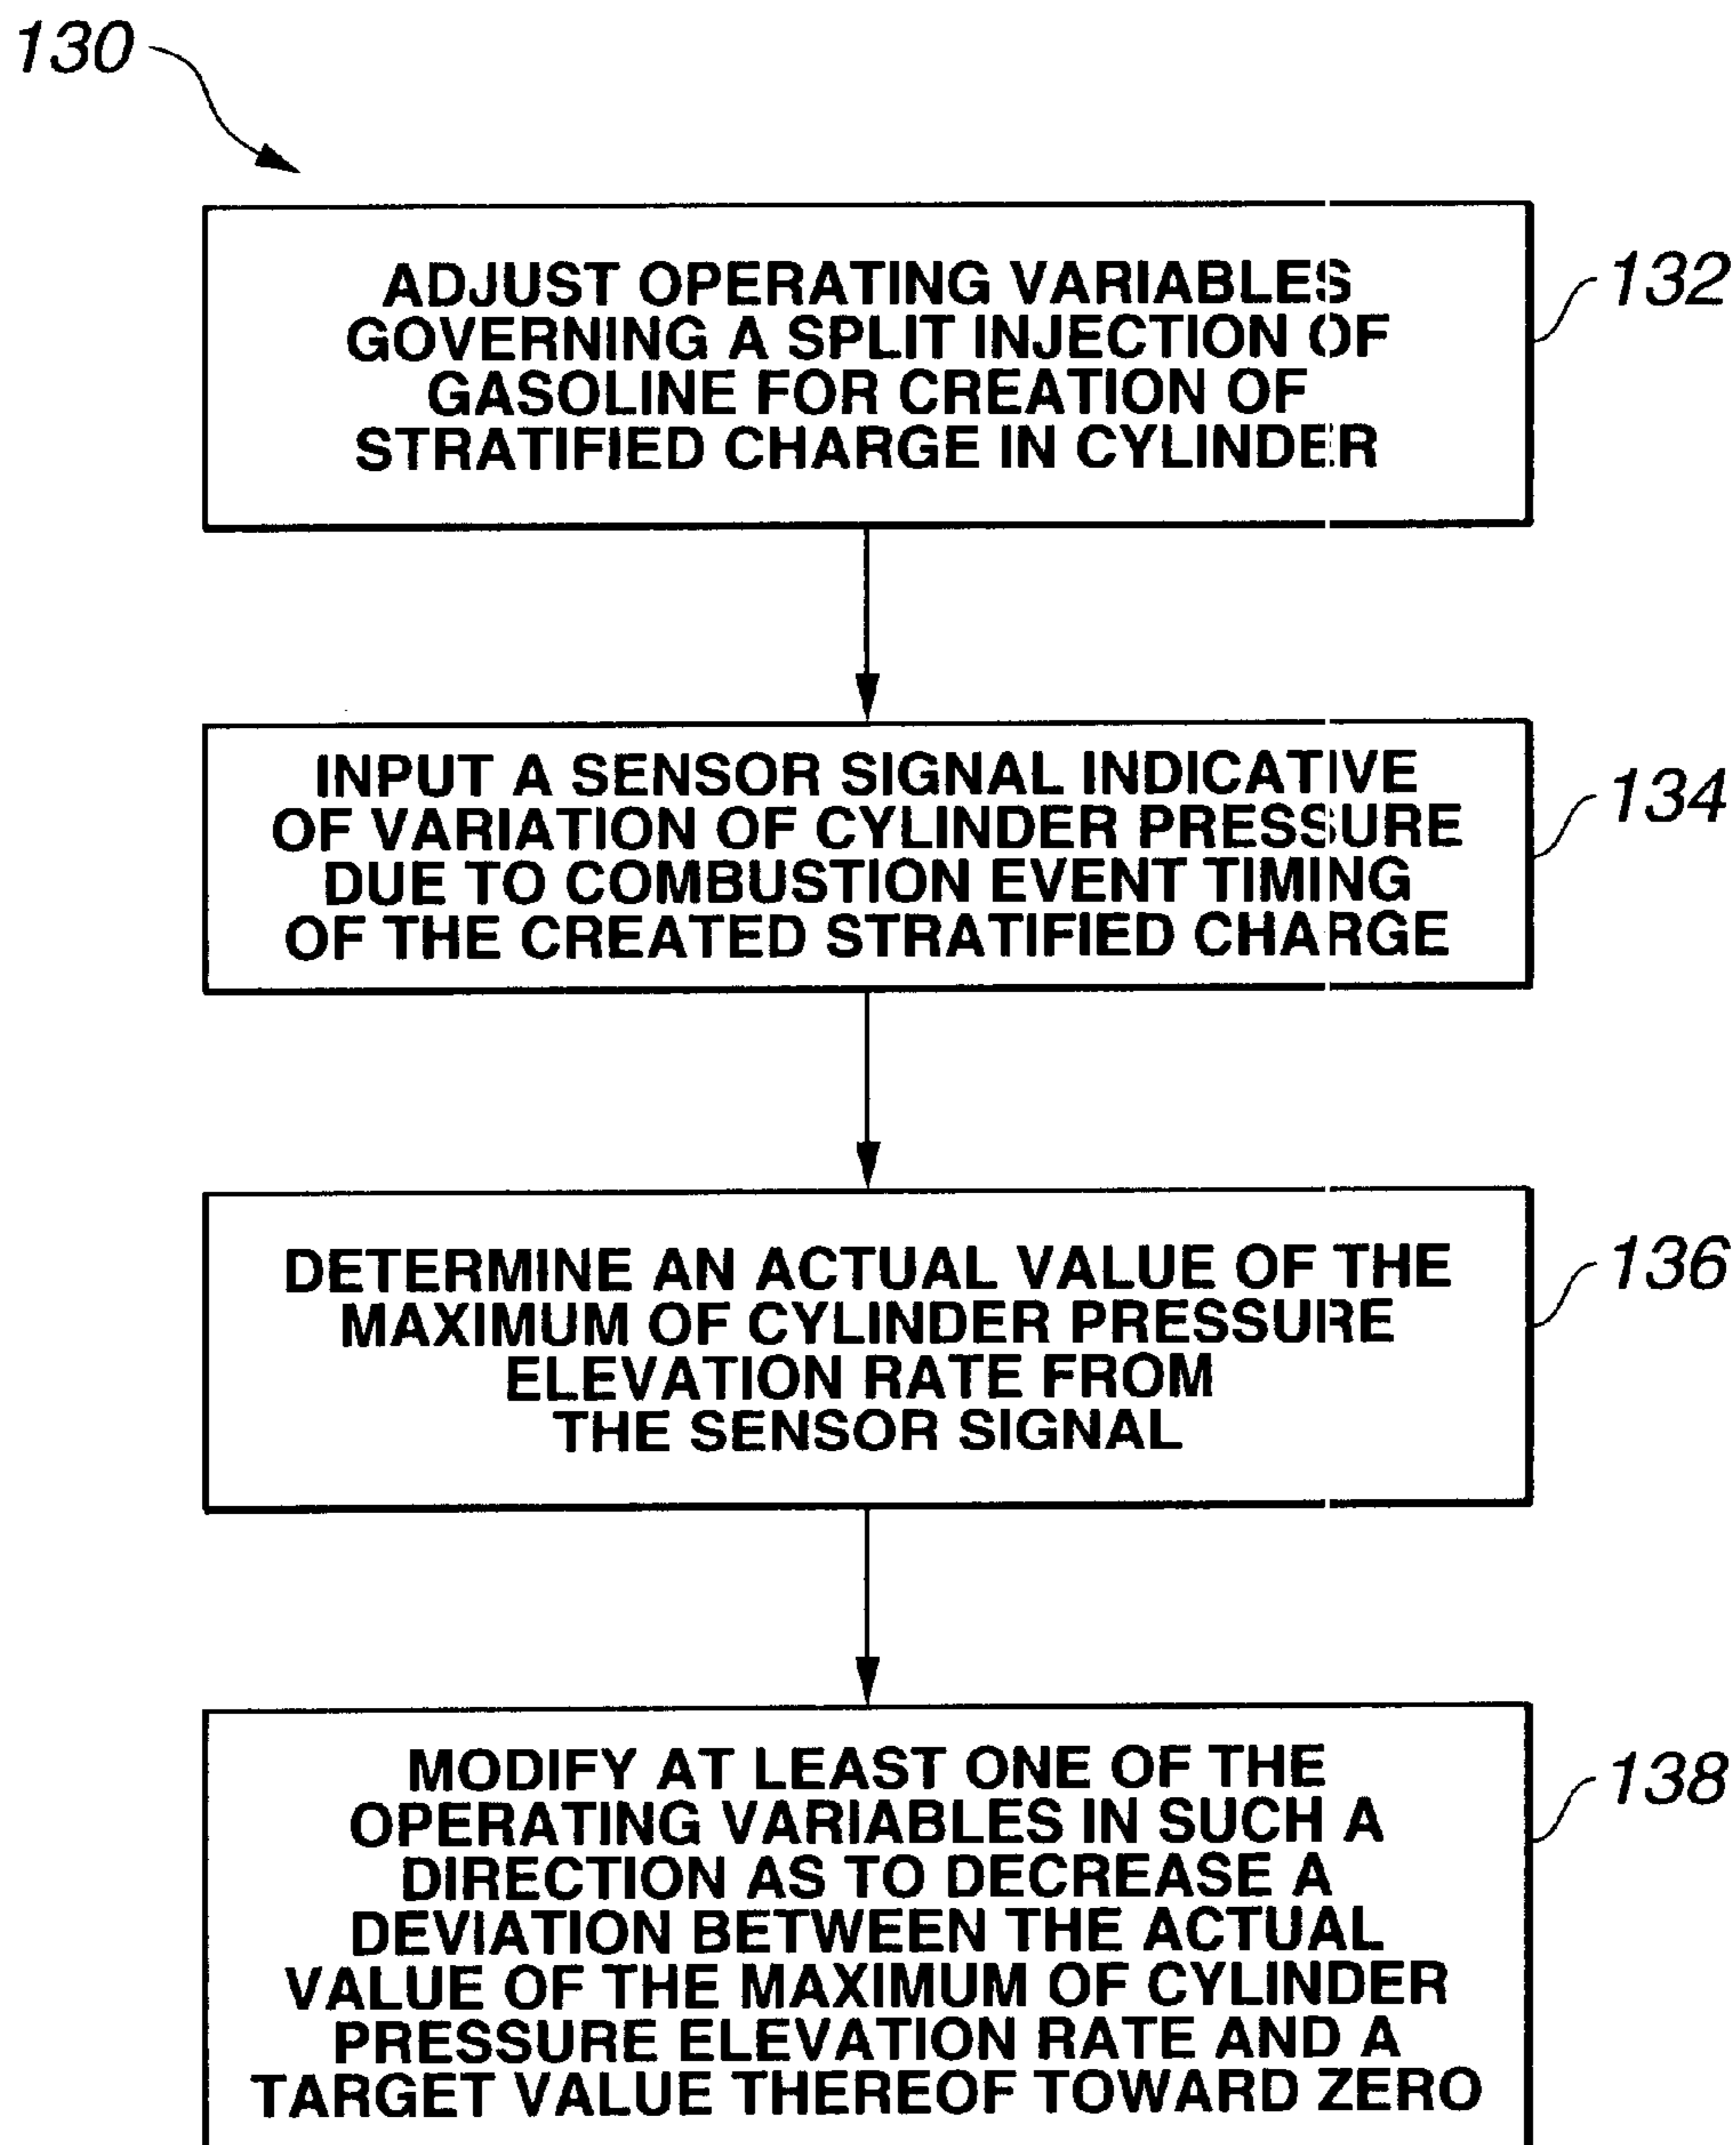 130
ADJUST OPERATING VARIABLES
GOVERNING A SPLIT INJECTION OF
GASOLINE FOR CREATION OF
STRATIFIED CHARGE IN CYLINDER
132
INPUT A SENSOR SIGNAL INDICATIVE
OF VARIATION OF CYLINDER PRESSURE
DUE TO COMBUSTION EVENT TIMING
OF THE CREATED STRATIFIED CHARGE
134
DETERMINE AN ACTUAL VALUE OF THE
MAXIMUM OF CYLINDER PRESSURE
ELEVATION RATE FROM
THE SENSOR SIGNAL
136
MODIFY AT LEAST ONE OF THE
OPERATING VARIABLES IN SUCH A
DIRECTION AS TO DECREASE A
DEVIATION BETWEEN THE ACTUAL
VALUE OF THE MAXIMUM OF CYLINDER
PRESSURE ELEVATION RATE AND A
TARGET VALUE THEREOF TOWARD ZERO
138